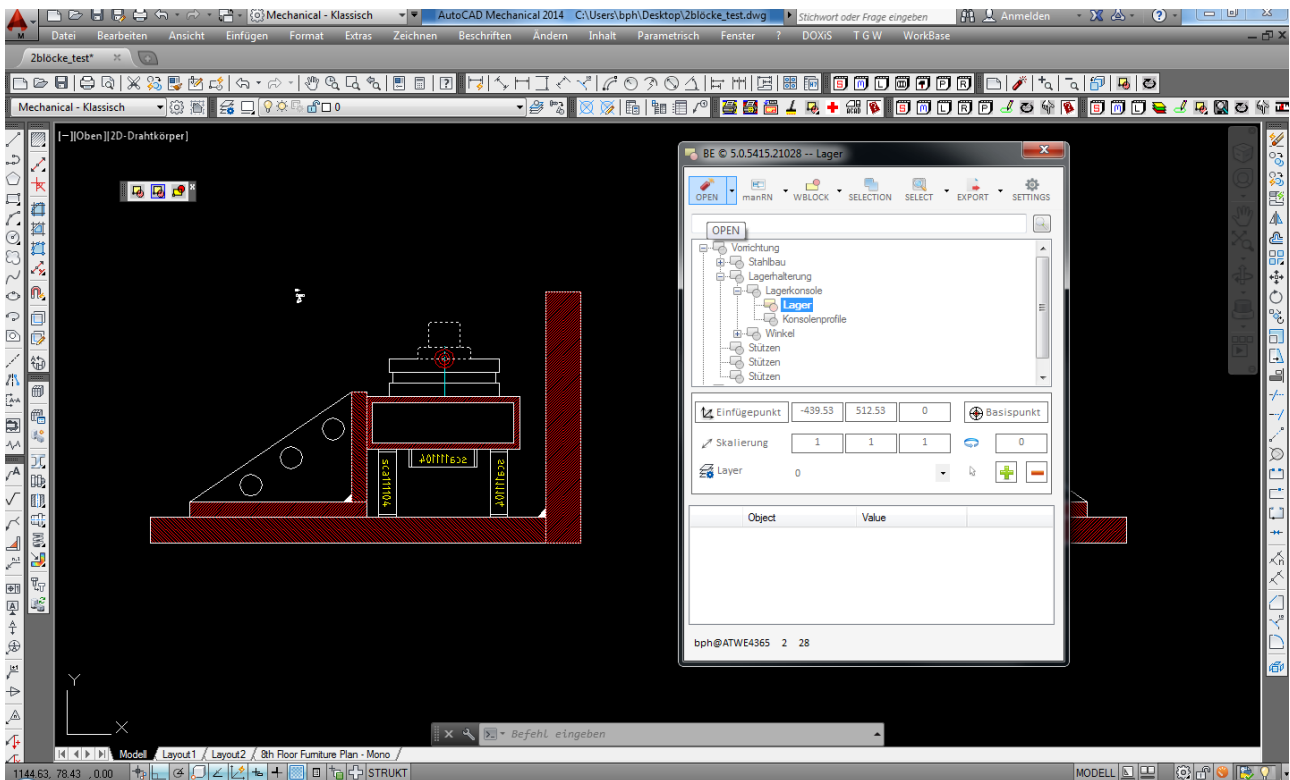 Mechanical - Klassisch
AutoCAD Mechanical 2014 C:\Users\bph\Desktop\2blöcke_test.dwg
Stichwort oder Frage eingeben
Anmelden
Datei Bearbeiten Ansicht Einfügen Format Extras Zeichnen Beschriften Ändern Inhalt Parametrisch Fenster ? DOXiS T G W WorkBase
2blöcke_test*
Mechanical - Klassisch
0
[−][Oben][2D-Drahtkörper]
BE © 5.0.5415.21028 -- Lager
OPEN manRN WBLOCK SELECTION SELECT EXPORT SETTINGS
OPEN
Vorrichtung
Stahlbau
Lagerhalterung
Lagerkonsole
Lager
Konsolenprofile
Winkel
Stützen
Stützen
Stützen
Einfügepunkt -439.53 512.53 0 Basispunkt
Skalierung 1 1 1 0
Layer 0
Object Value
bph@ATWE4365 2 28
sca111104
sca111104
sca111104
Y
X
Befehl eingeben
Modell Layout1 Layout2 8th Floor Furniture Plan - Mono
1144.63, 78.43 , 0.00 STRUKT MODELL